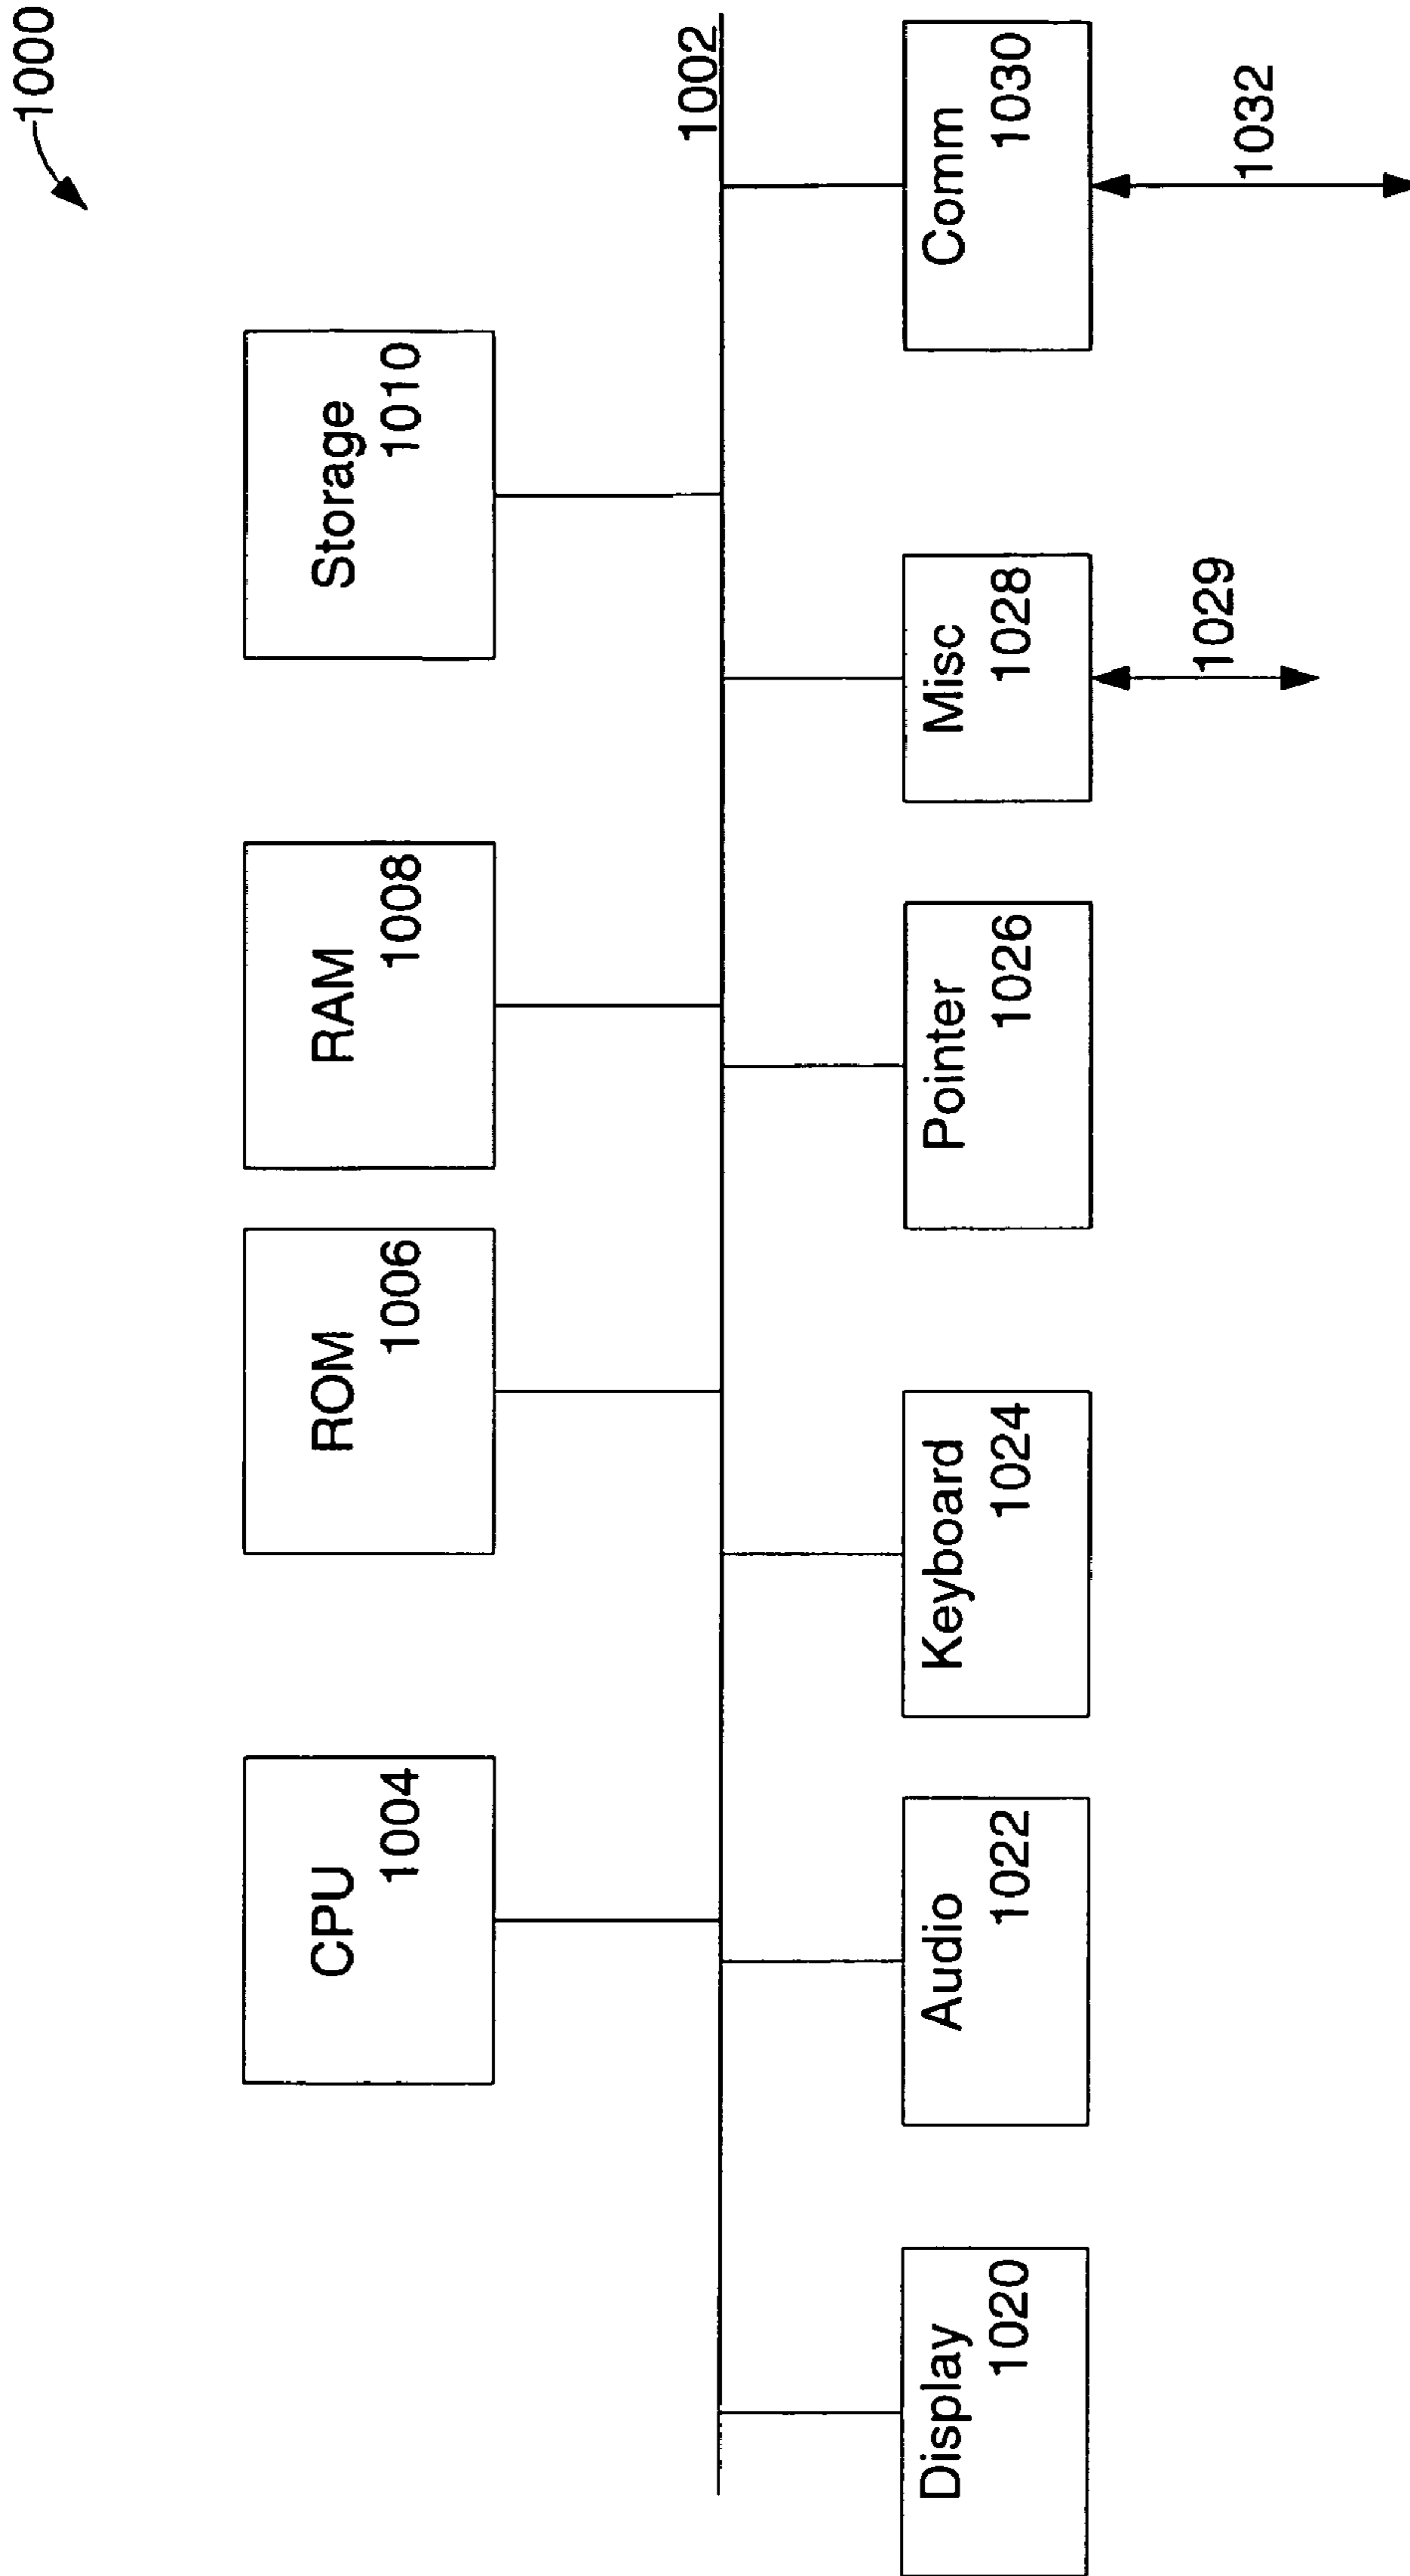 1000
CPU
1004
ROM
1006
RAM
1008
Storage
1010
1002
Display
1020
Audio
1022
Keyboard
1024
Pointer
1026
Misc
1028
Comm
1030
1029
1032